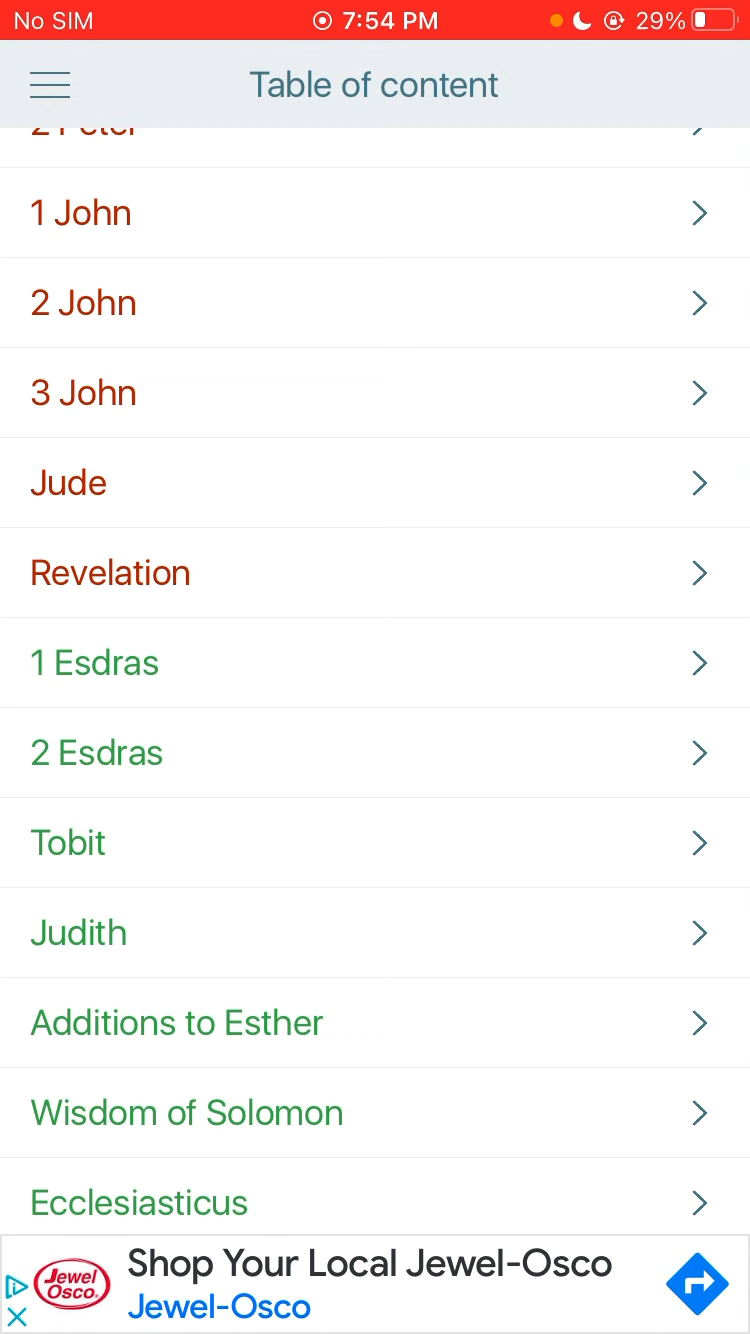 No SIM 7:54 PM 29%
Table of content
2 Peter
1 John
2 John
3 John
Jude
Revelation
1 Esdras
2 Esdras
Tobit
Judith
Additions to Esther
Wisdom of Solomon
Ecclesiasticus
Jewel Osco.
Shop Your Local Jewel-Osco
Jewel-Osco